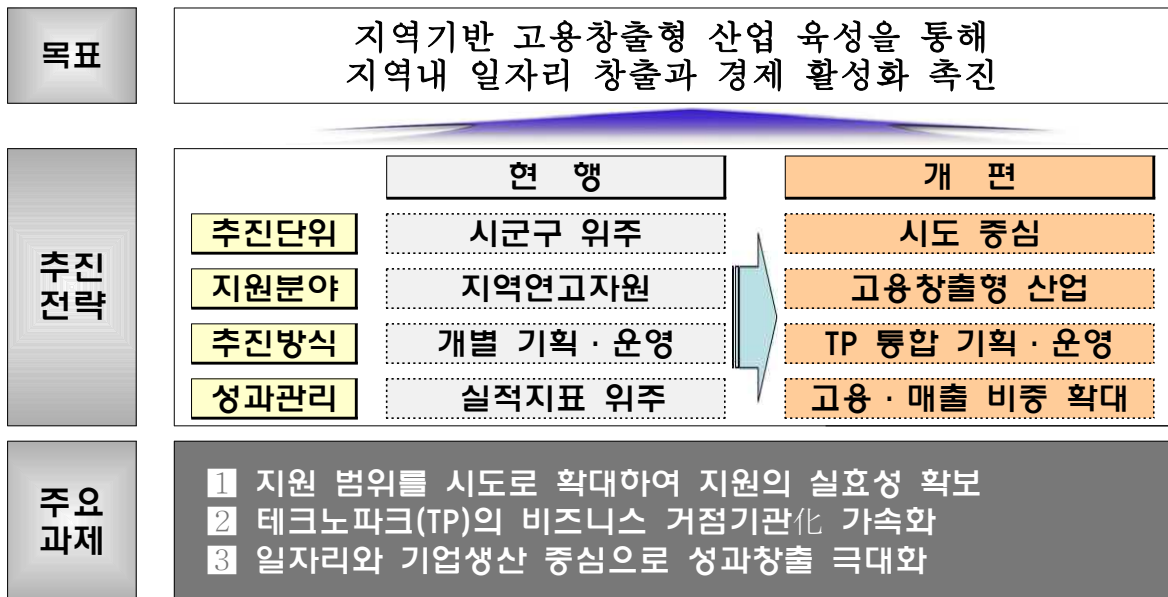 목표
지역기반 고용창출형 산업 육성을 통해
지역내 일자리 창출과 경제 활성화 촉진
추진
전략
현 행
개 편
추진단위
시군구 위주
시도 중심
지원분야
지역연고자원
고용창출형 산업
추진방식
개별 기획 · 운영
TP 통합 기획 · 운영
성과관리
실적지표 위주
고용 · 매출 비중 확대
주요
과제
1 지원 범위를 시도로 확대하여 지원의 실효성 확보
2 테크노파크(TP)의 비즈니스 거점기관化 가속화
3 일자리와 기업생산 중심으로 성과창출 극대화